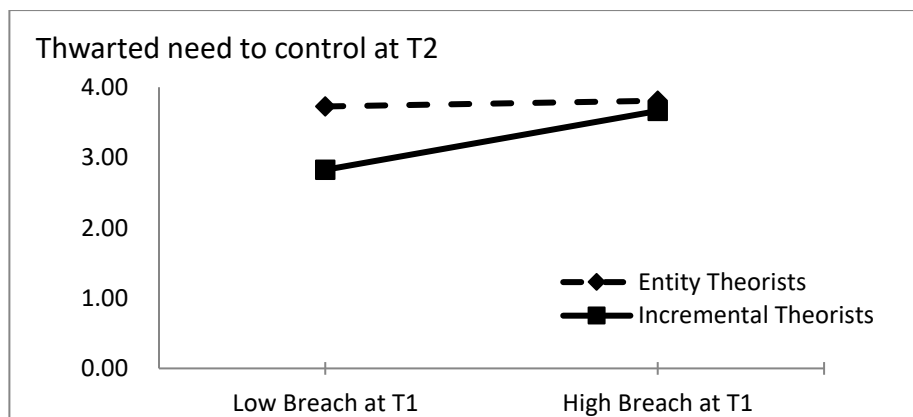 Thwarted need to control at T2
4.00
3.00
2.00
1.00
0.00
Entity Theorists
Incremental Theorists
Low Breach at T1
High Breach at T1